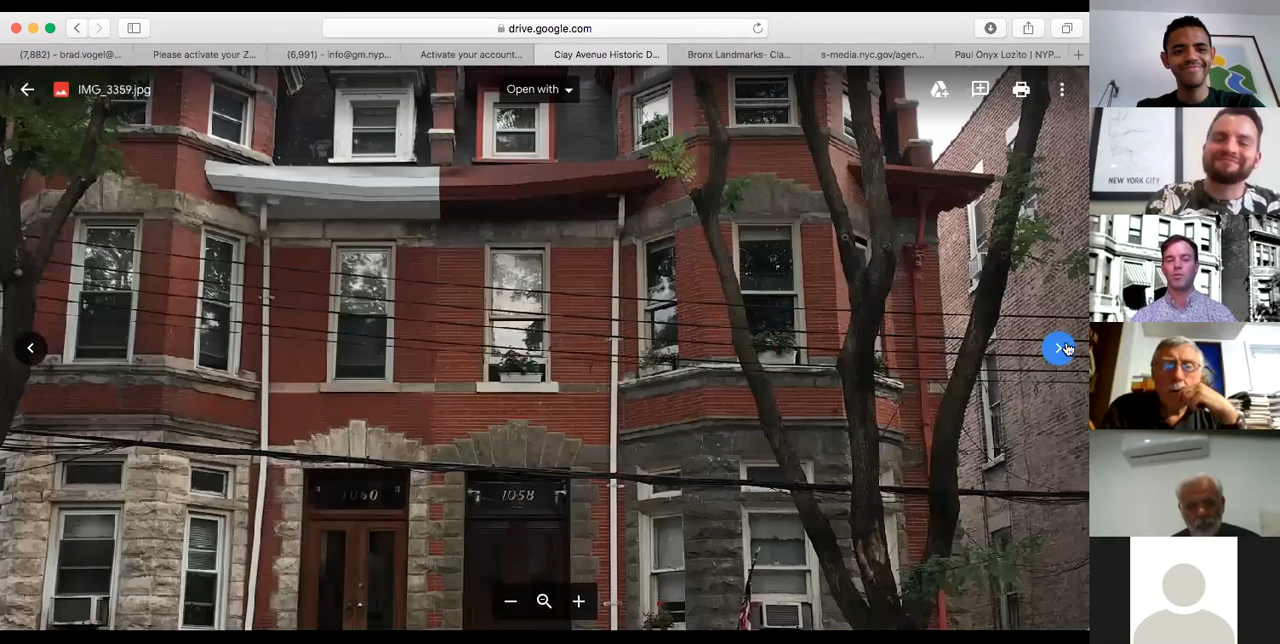 drive.google.com
(7,882) - brad.vogel@...
Please activate your Z...
(6,991) - info@gm.nyp...
Activate your account...
Clay Avenue Historic D...
Bronx Landmarks- Cla...
s-media.nyc.gov/agen...
Paul Onyx Lozito | NYP...
IMG_3359.jpg
Open with
NEW YORK CITY
1060
1058